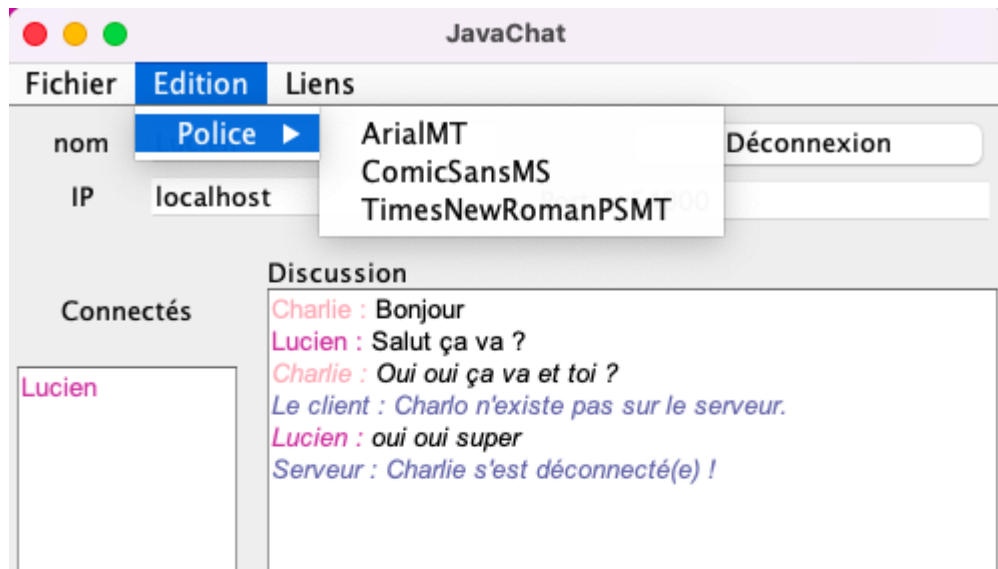 JavaChat
Fichier Edition Liens
Police ArialMT
ComicSansMS
TimesNewRomanPSMT
nom Déconnexion
IP localhost
Discussion
Connectés
Lucien
Charlie : Bonjour
Lucien : Salut ça va ?
Charlie : Oui oui ça va et toi ?
Le client : Charlo n'existe pas sur le serveur.
Lucien : oui oui super
Serveur : Charlie s'est déconnecté(e) !